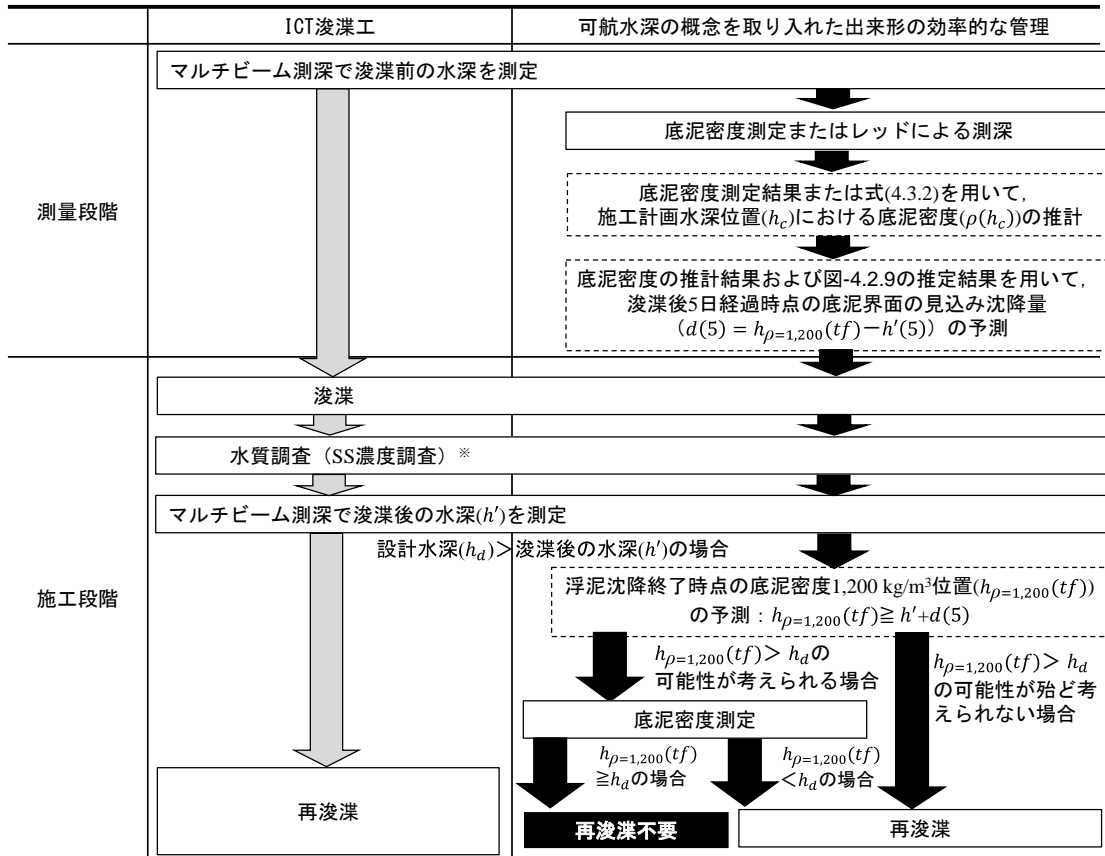 ICT浚渫工
可航水深の概念を取り入れた出来形の効率的な管理
測量段階
マルチビーム測深で浚渫前の水深を測定
底泥密度測定またはレッドによる測深
底泥密度測定結果または式(4.3.2)を用いて，
施工計画水深位置(h_c)における底泥密度(ρ(h_c))の推計
底泥密度の推計結果および図-4.2.9の推定結果を用いて，
浚渫後5日経過時点の底泥界面の見込み沈降量
（d(5) = h_{ρ=1,200}(tf)−h′(5)）の予測
施工段階
浚渫
水質調査（SS濃度調査）※
マルチビーム測深で浚渫後の水深(h′)を測定
設計水深(h_d)＞浚渫後の水深(h′)の場合
浮泥沈降終了時点の底泥密度1,200 kg/m³位置(h_{ρ=1,200}(tf))
の予測：h_{ρ=1,200}(tf)≧ h′+d(5)
h_{ρ=1,200}(tf)＞ h_dの
可能性が考えられる場合
h_{ρ=1,200}(tf)＞ h_d
の可能性が殆ど考
えられない場合
底泥密度測定
h_{ρ=1,200}(tf)
≧h_dの場合
h_{ρ=1,200}(tf)
＜h_dの場合
再浚渫
再浚渫不要
再浚渫